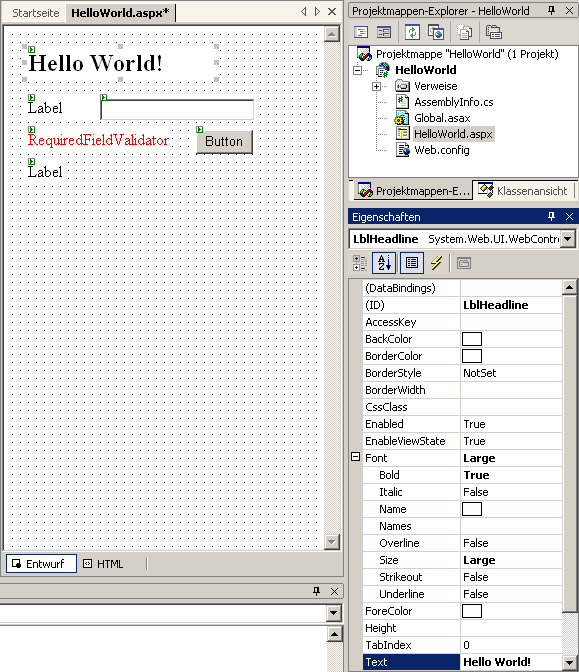 Startseite HelloWorld.aspx*
Hello World!
Label
RequiredFieldValidator Button
Label
Entwurf HTML
Projektmappen-Explorer - HelloWorld
Projektmappe "HelloWorld" (1 Projekt)
HelloWorld
Verweise
AssemblyInfo.cs
Global.asax
HelloWorld.aspx
Web.config
Projektmappen-E... Klassenansicht
Eigenschaften
LblHeadline System.Web.UI.WebContro
(DataBindings)
(ID) LblHeadline
AccessKey
BackColor
BorderColor
BorderStyle NotSet
BorderWidth
CssClass
Enabled True
EnableViewState True
Font Large
Bold True
Italic False
Name
Names
Overline False
Size Large
Strikeout False
Underline False
ForeColor
Height
TabIndex 0
Text Hello World!